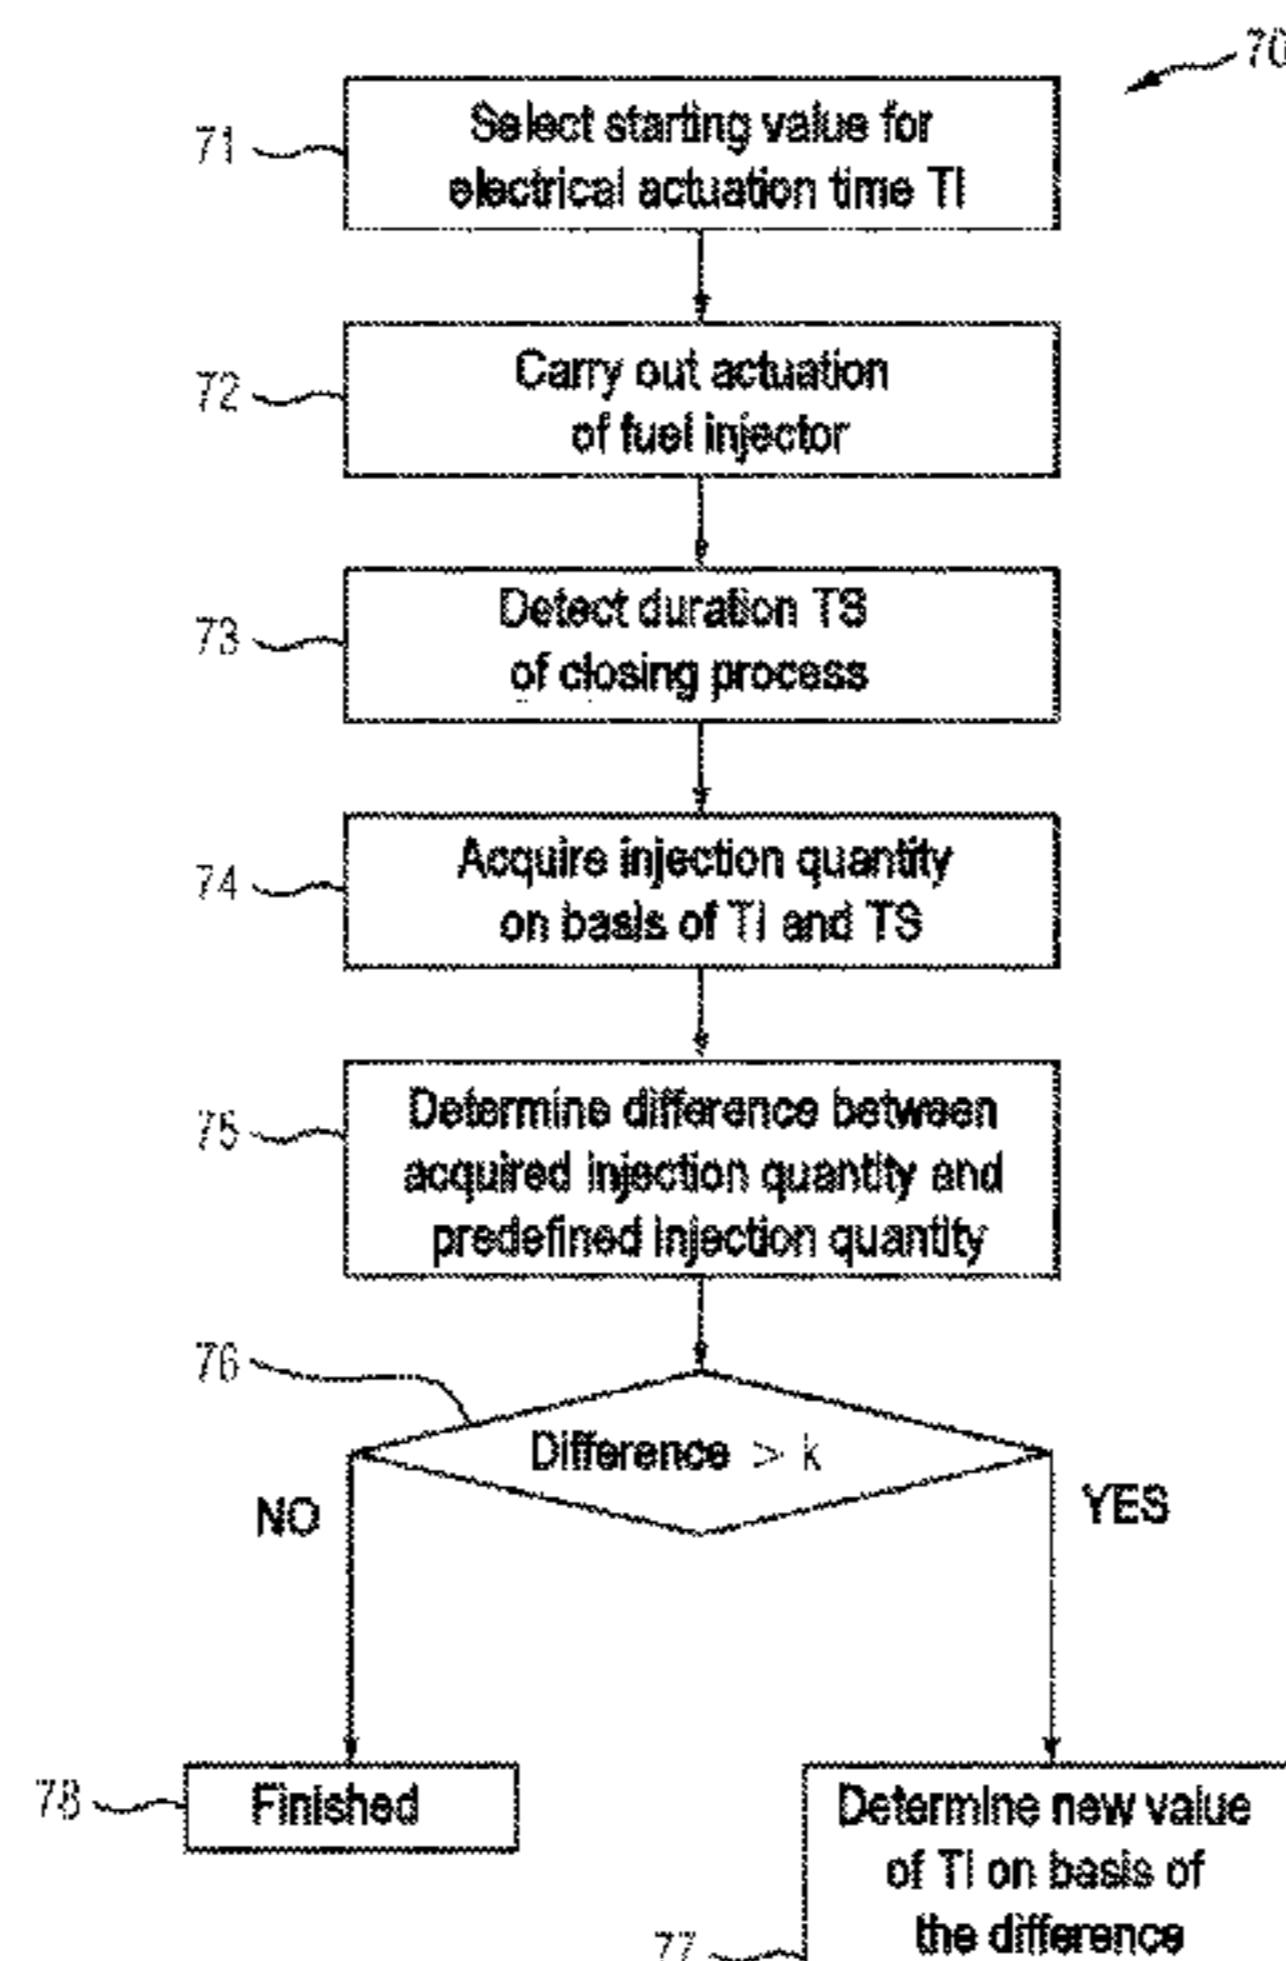 70
71
Select starting value for
electrical actuation time TI
72
Carry out actuation
of fuel injector
73
Detect duration TS
of closing process
74
Acquire injection quantity
on basis of TI and TS
75
Determine difference between
acquired injection quantity and
predefined injection quantity
76
Difference > k
NO
YES
78
Finished
Determine new value
of TI on basis of
the difference
77